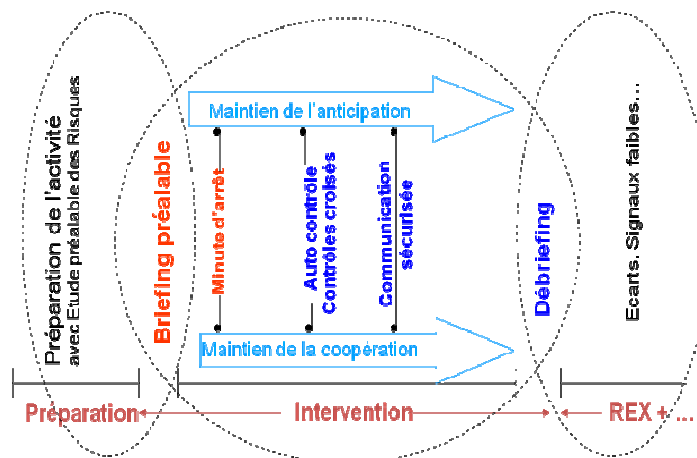 Préparation de l'activité
avec Etude préalable des Risques
Briefing préalable
Maintien de l'anticipation
Minute d'arrêt
Auto contrôle
Contrôles croisés
Communication
sécurisée
Maintien de la coopération
Débriefing
Ecarts. Signaux faibles...
Préparation
Intervention
REX + ...